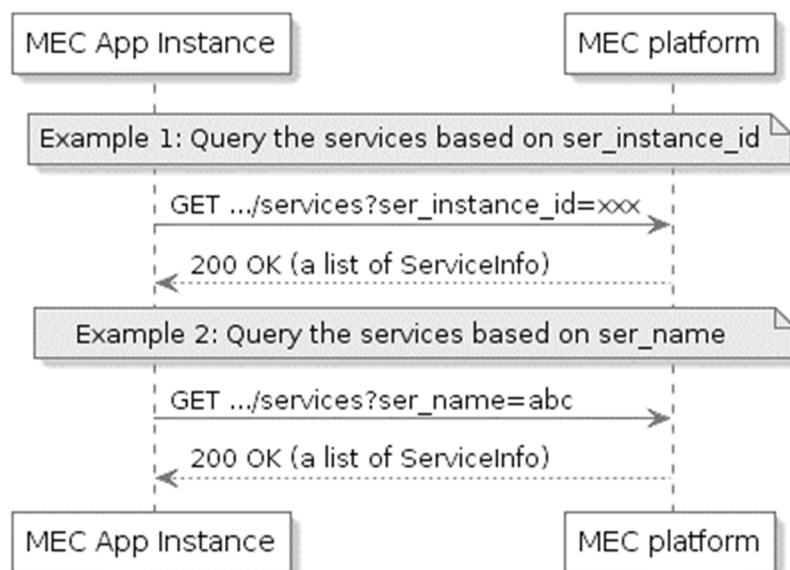 MEC App Instance
MEC platform
Example 1: Query the services based on ser_instance_id
GET .../services?ser_instance_id=xxx
200 OK (a list of ServiceInfo)
Example 2: Query the services based on ser_name
GET .../services?ser_name=abc
200 OK (a list of ServiceInfo)
MEC App Instance
MEC platform